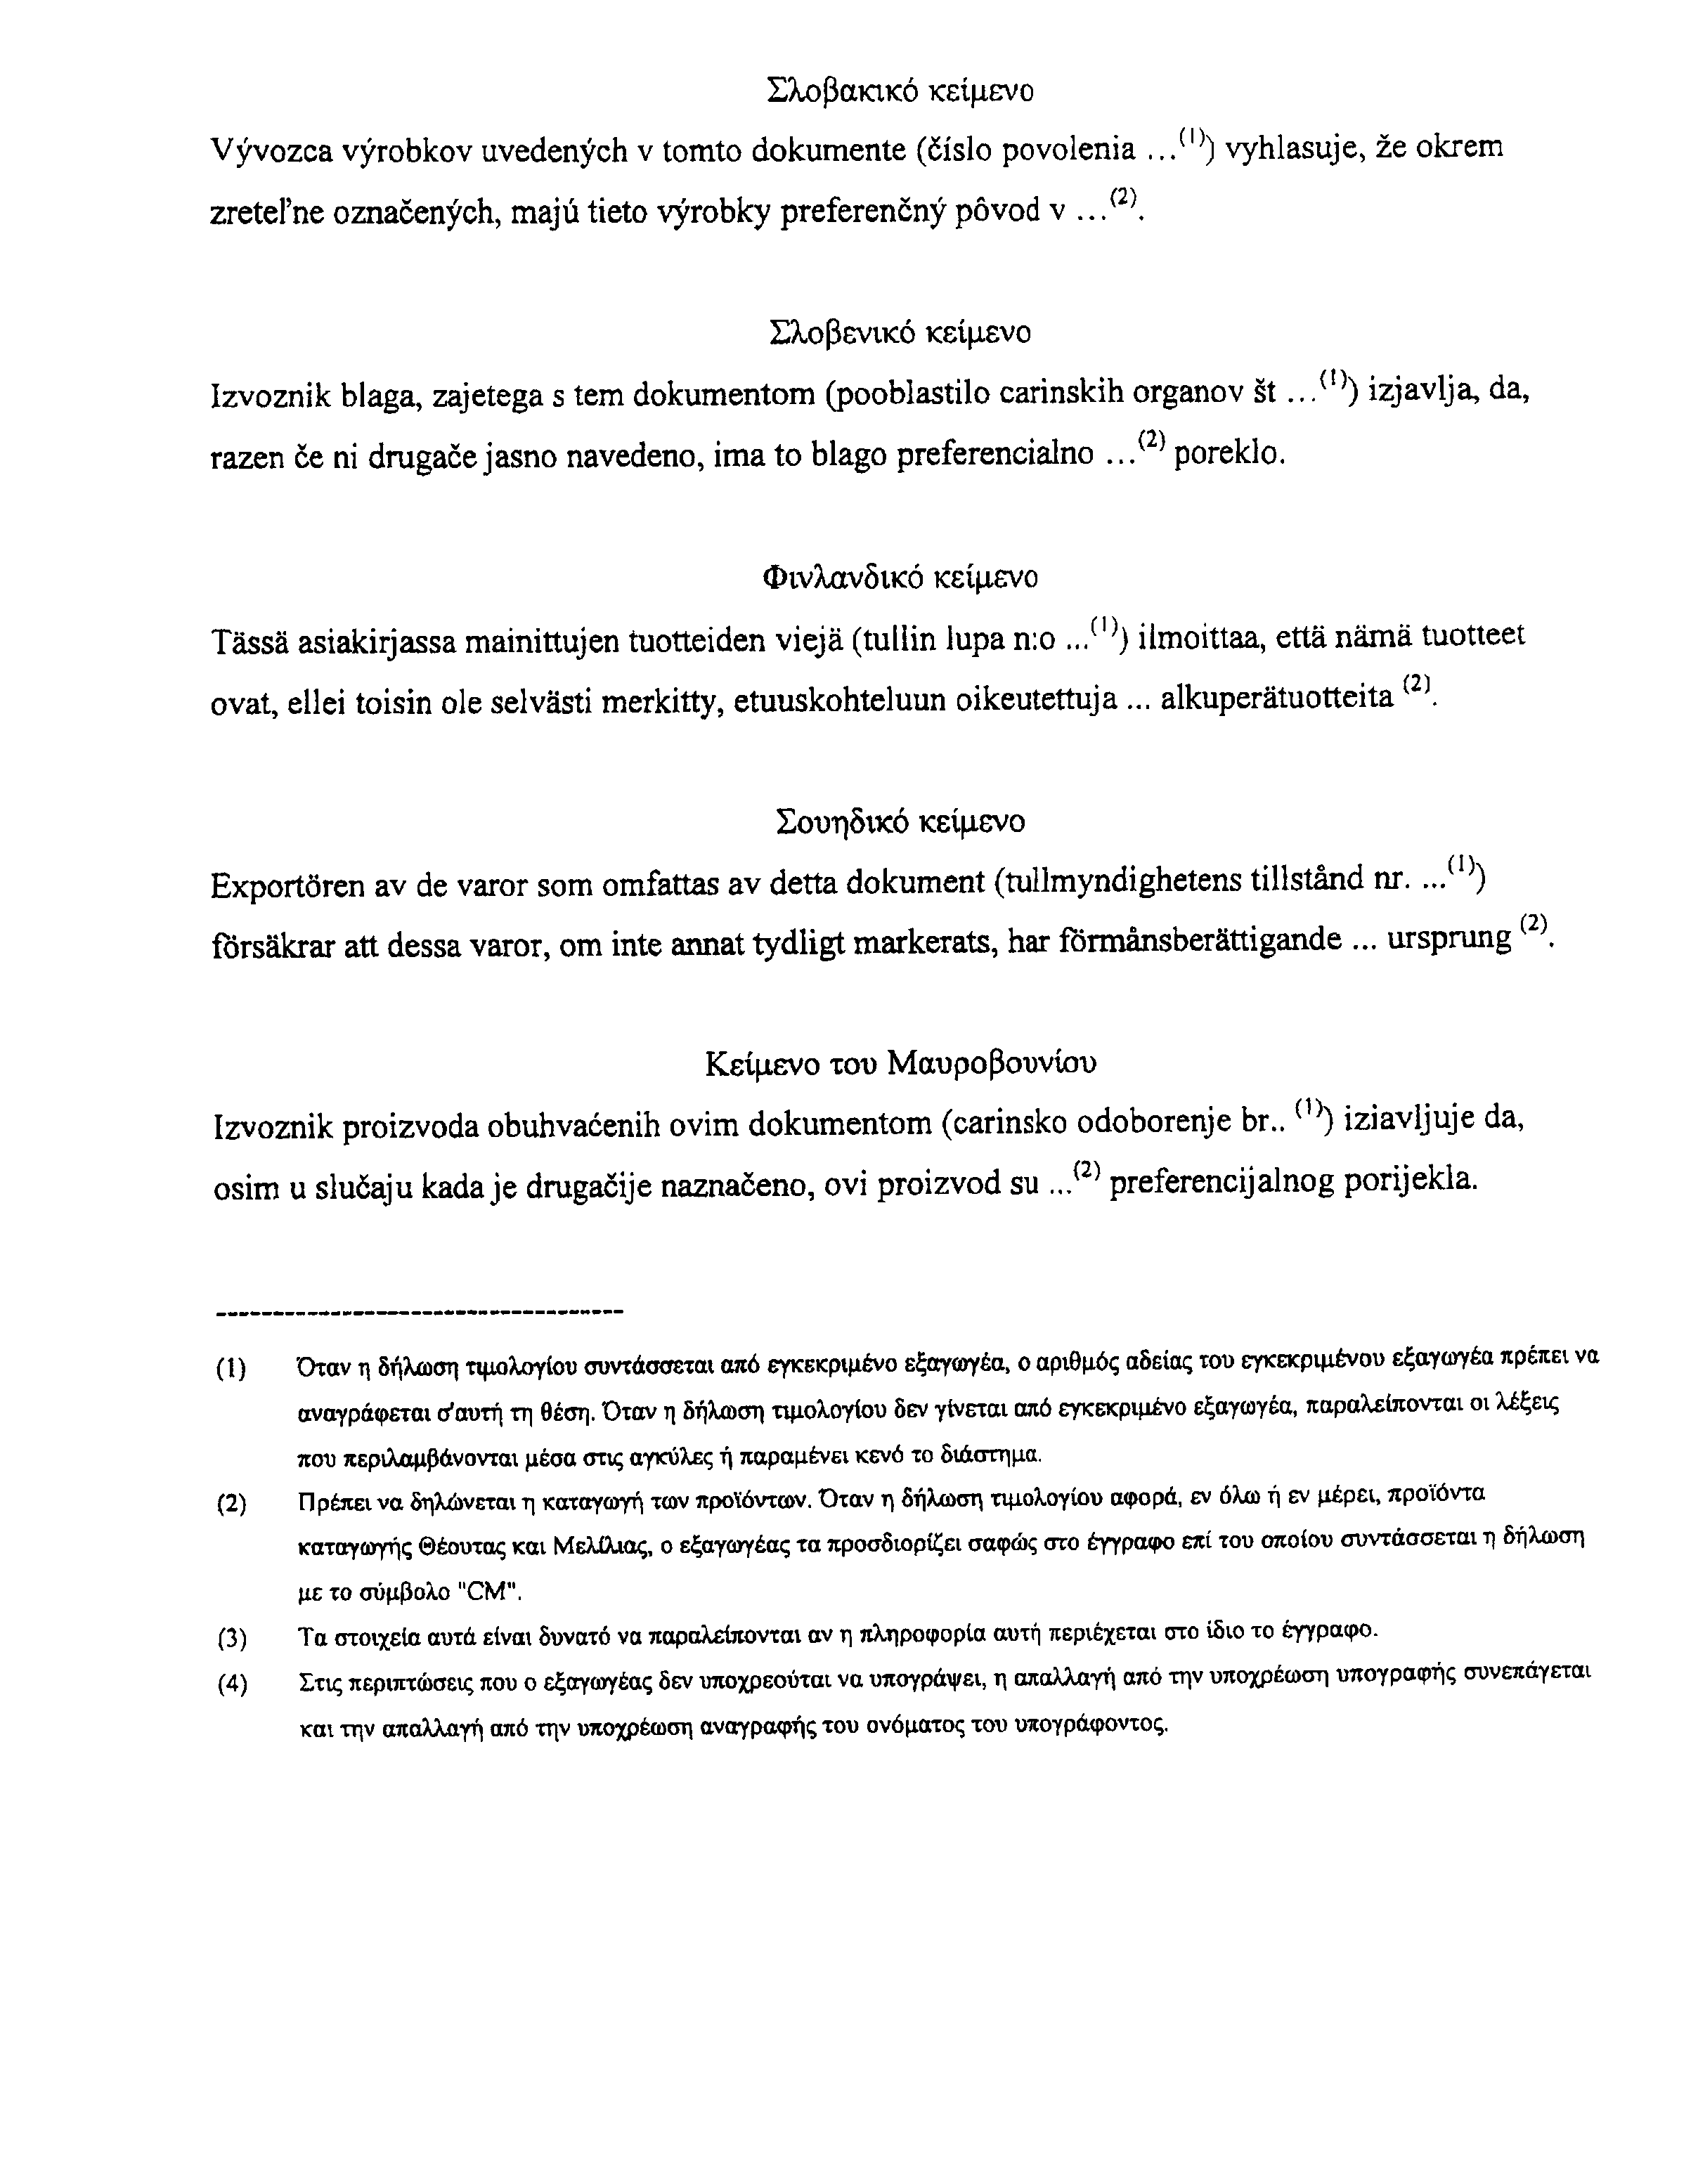 Σλοβακικό κείμενο
Vývozca výrobkov uvedených v tomto dokumente (číslo povolenia ...(1)) vyhlasuje, že okrem
zreteľne označených, majú tieto výrobky preferenčný pôvod v ...(2).
Σλοβενικό κείμενο
Izvoznik blaga, zajetega s tem dokumentom (pooblastilo carinskih organov št ...(1)) izjavlja, da,
razen če ni drugače jasno navedeno, ima to blago preferencialno ...(2) poreklo.
Φινλανδικό κείμενο
Tässä asiakirjassa mainittujen tuotteiden viejä (tullin lupa n:o ...(1)) ilmoittaa, että nämä tuotteet
ovat, ellei toisin ole selvästi merkitty, etuuskohteluun oikeutettuja ... alkuperätuotteita (2).
Σουηδικό κείμενο
Exportören av de varor som omfattas av detta dokument (tullmyndighetens tillstånd nr. ...(1))
försäkrar att dessa varor, om inte annat tydligt markerats, har förmånsberättigande ... ursprung (2).
Κείμενο του Μαυροβουνίου
Izvoznik proizvoda obuhvaćenih ovim dokumentom (carinsko odoborenje br.. (1)) iziavljuje da,
osim u slučaju kada je drugačije naznačeno, ovi proizvod su ...(2) preferencijalnog porijekla.
------------------------------------
(1) Όταν η δήλωση τιμολογίου συντάσσεται από εγκεκριμένο εξαγωγέα, ο αριθμός αδείας του εγκεκριμένου εξαγωγέα πρέπει να
αναγράφεται σ'αυτή τη θέση. Όταν η δήλωση τιμολογίου δεν γίνεται από εγκεκριμένο εξαγωγέα, παραλείπονται οι λέξεις
που περιλαμβάνονται μέσα στις αγκύλες ή παραμένει κενό το διάστημα.
(2) Πρέπει να δηλώνεται η καταγωγή των προϊόντων. Όταν η δήλωση τιμολογίου αφορά, εν όλω ή εν μέρει, προϊόντα
καταγωγής Θέουτας και Μελίλιας, ο εξαγωγέας τα προσδιορίζει σαφώς στο έγγραφο επί του οποίου συντάσσεται η δήλωση
με το σύμβολο "CM".
(3) Τα στοιχεία αυτά είναι δυνατό να παραλείπονται αν η πληροφορία αυτή περιέχεται στο ίδιο το έγγραφο.
(4) Στις περιπτώσεις που ο εξαγωγέας δεν υποχρεούται να υπογράψει, η απαλλαγή από την υποχρέωση υπογραφής συνεπάγεται
και την απαλλαγή από την υποχρέωση αναγραφής του ονόματος του υπογράφοντος.